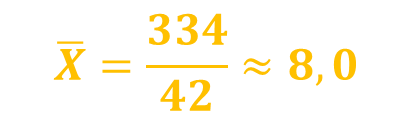 X̅ = 334/42 ≈ 8,0